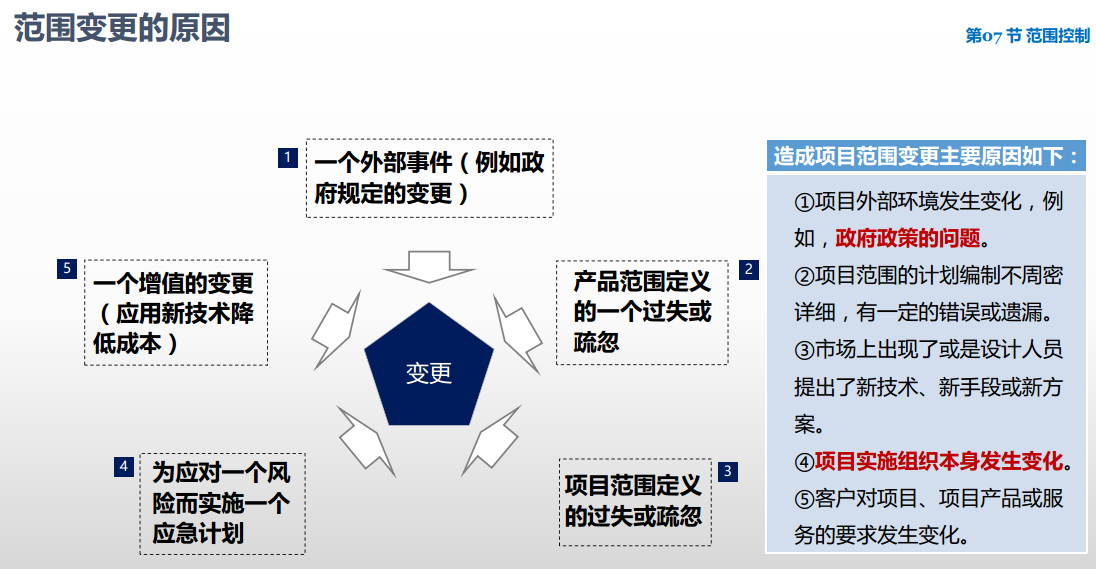 范围变更的原因
第07 节 范围控制
1
一个外部事件（例如政
府规定的变更）
2
产品范围定义
的一个过失或
疏忽
3
项目范围定义
的过失或疏忽
4
为应对一个风
险而实施一个
应急计划
5
一个增值的变更
（应用新技术降
低成本）
变更
造成项目范围变更主要原因如下：
①项目外部环境发生变化，例
如，政府政策的问题。
②项目范围的计划编制不周密
详细，有一定的错误或遗漏。
③市场上出现了或是设计人员
提出了新技术、新手段或新方
案。
④项目实施组织本身发生变化。
⑤客户对项目、项目产品或服
务的要求发生变化。